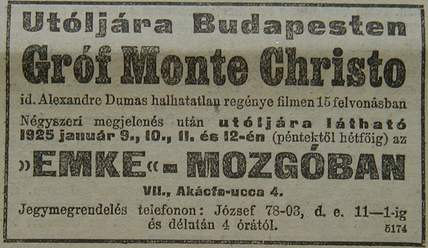 Utóljára Budapesten
Gróf Monte Christo
id. Alexandre Dumas halhatatlan regénye filmen 15 felvonásban
Négyszeri megjelenés után utóljára látható
1925 január 9., 10., 11. és 12-én (péntektől hétfőig) az
»EMKE« - MOZGÓBAN
VII., Akácfa-ucca 4.
Jegymegrendelés telefonon: József 78-03, d. e. 11—1-ig
és délután 4 órától.
5174